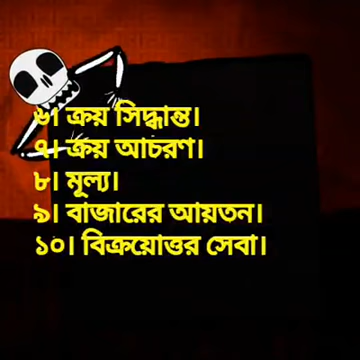 ৬। ক্রয় সিদ্ধান্ত।
৭। ক্রয় আচরণ।
৮। মূল্য।
৯। বাজারের আয়তন।
১০। বিক্রয়োত্তর সেবা।